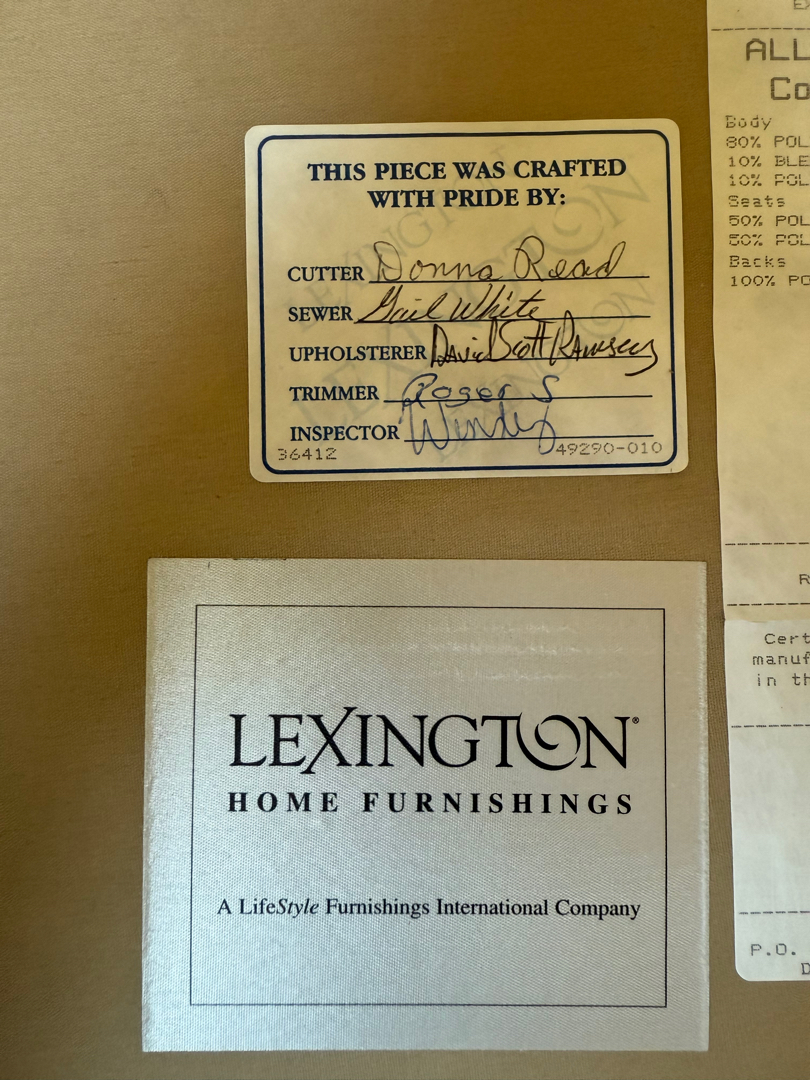 THIS PIECE WAS CRAFTED
WITH PRIDE BY:
CUTTER Donna Read
SEWER Gail White
UPHOLSTERER David Scott Ramsey
TRIMMER Roger S
INSPECTOR Windy
36412 49290-010
LEXINGTON®
HOME FURNISHINGS
A LifeStyle Furnishings International Company
ALL
Co
Body
80% POL
10% BLE
10% POL
Seats
50% POL
50% POL
Backs
100% PO
R
Cert
manuf
in th
P.O.
D